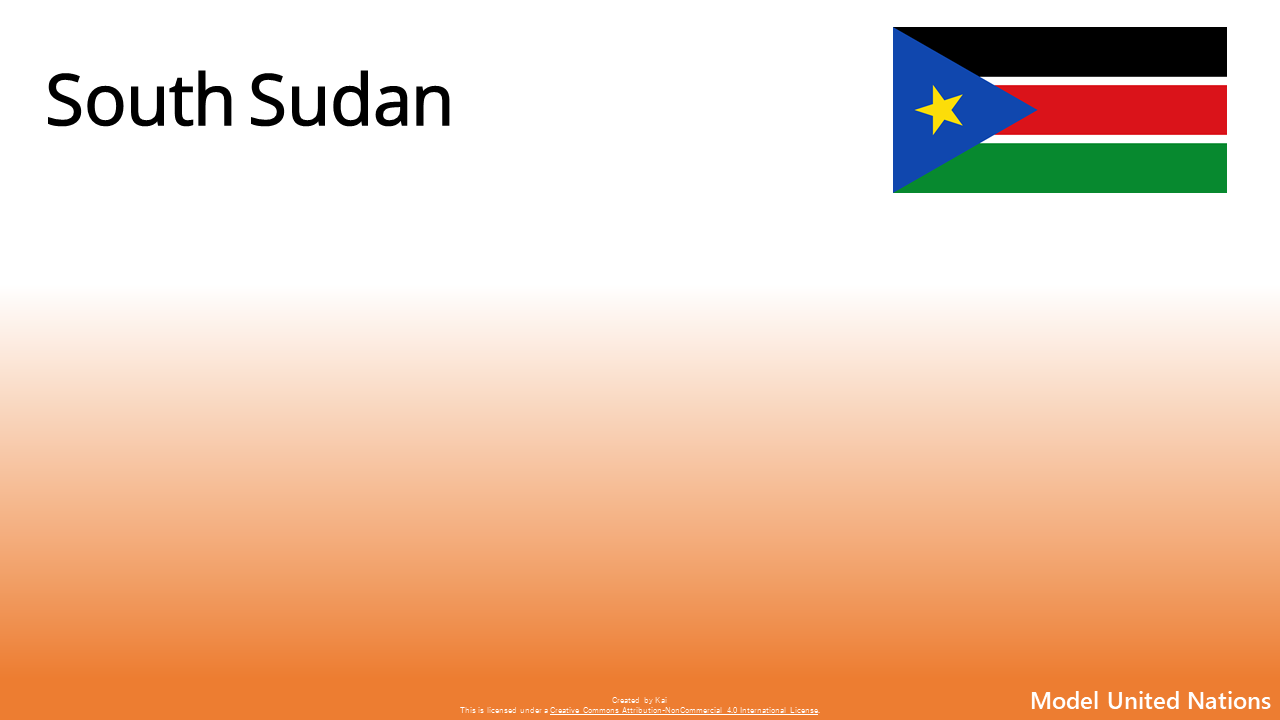 South Sudan
Created by Kai
This is licensed under a Creative Commons Attribution-NonCommercial 4.0 International License.
Model United Nations